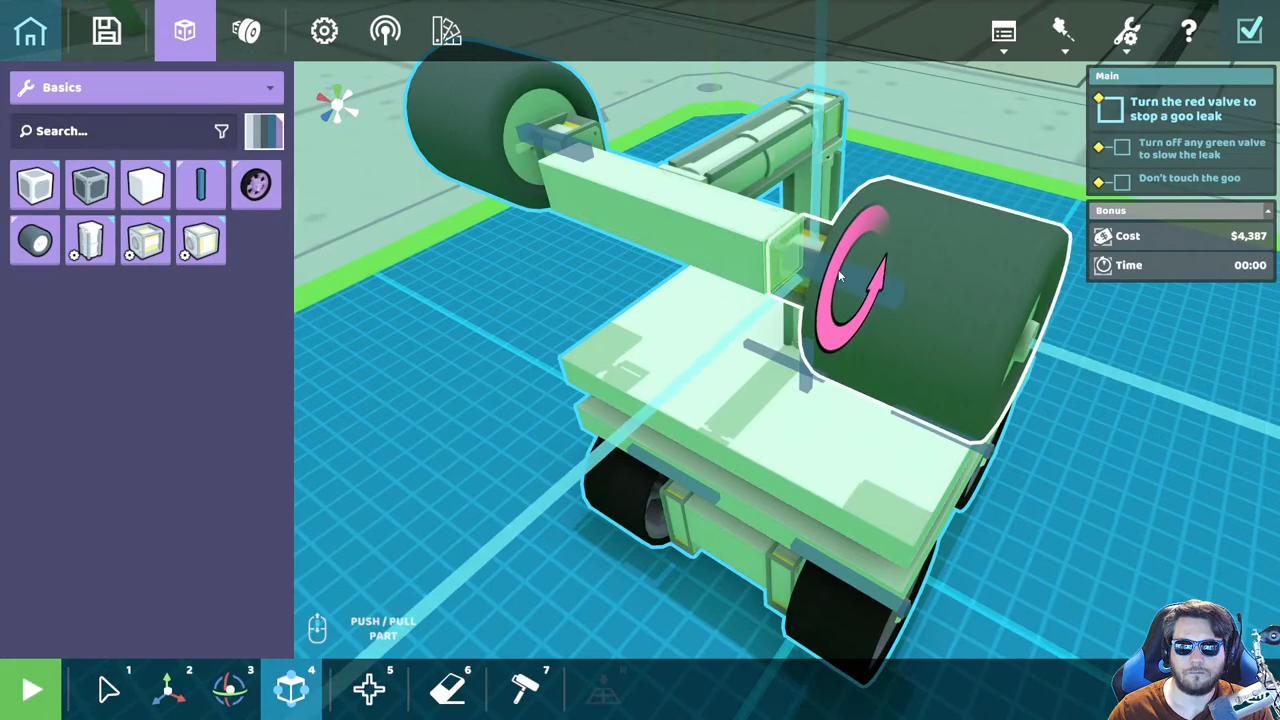 Basics
Search...
Main
Turn the red valve to
stop a goo leak
Turn off any green valve
to slow the leak
Don't touch the goo
Bonus
Cost $4,387
Time 00:00
?
PUSH / PULL
PART
1
2
3
4
5
6
7